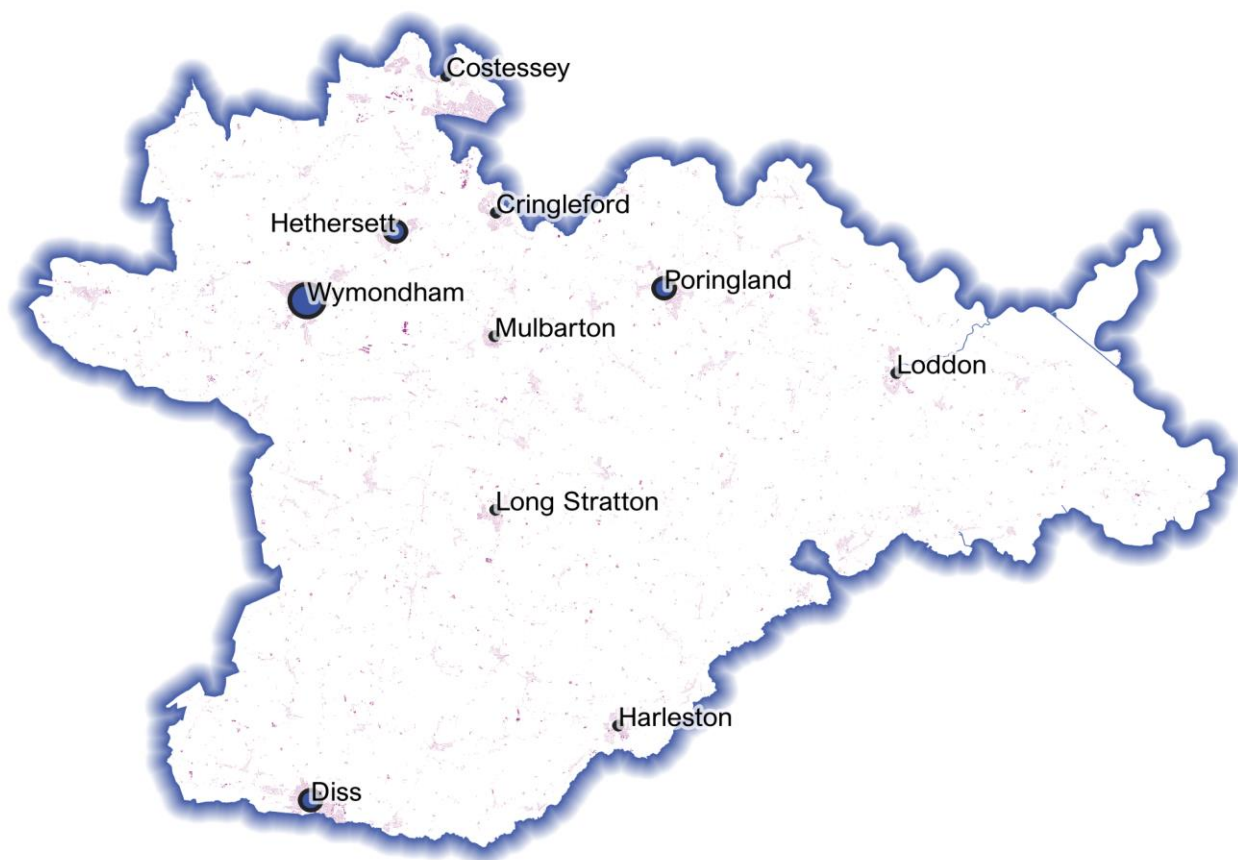 Costessey
Cringleford
Hethersett
Poringland
Wymondham
Mulbarton
Loddon
Long Stratton
Harleston
Diss